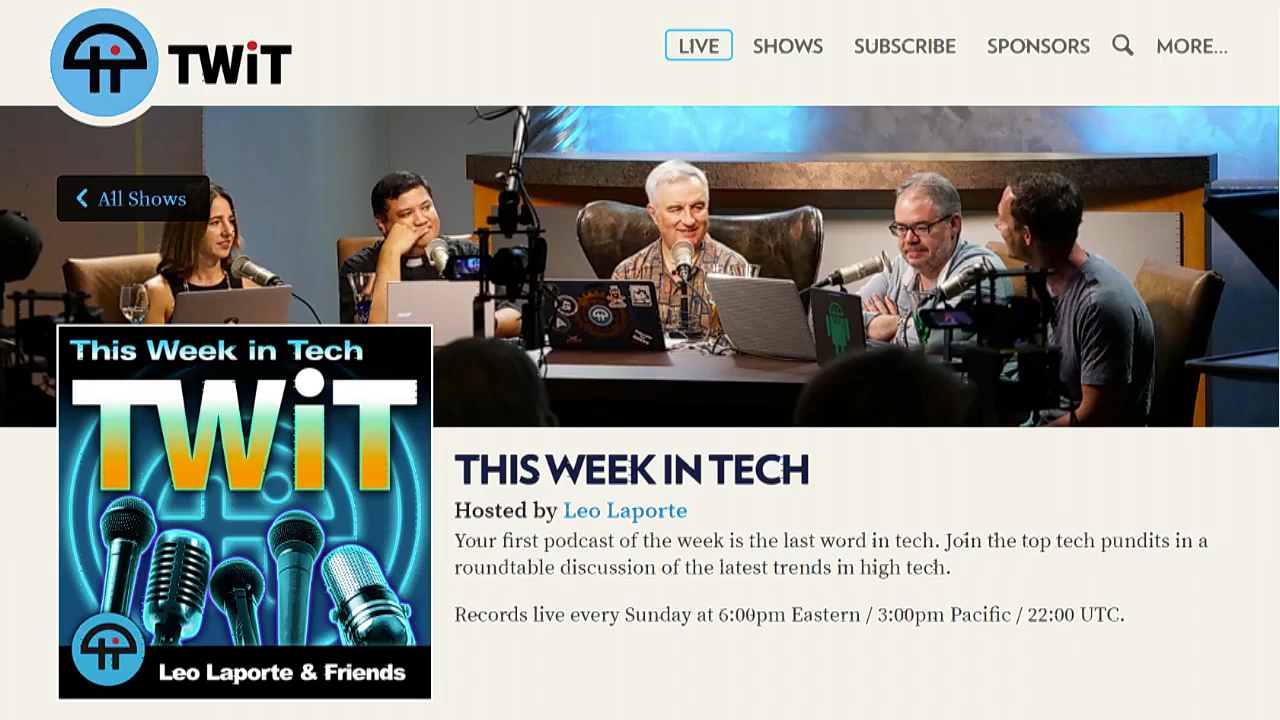 TWiT
LIVE
SHOWS
SUBSCRIBE
SPONSORS
MORE...
All Shows
This Week in Tech
TWiT
Leo Laporte & Friends
THIS WEEK IN TECH
Hosted by Leo Laporte
Your first podcast of the week is the last word in tech. Join the top tech pundits in a
roundtable discussion of the latest trends in high tech.
Records live every Sunday at 6:00pm Eastern / 3:00pm Pacific / 22:00 UTC.